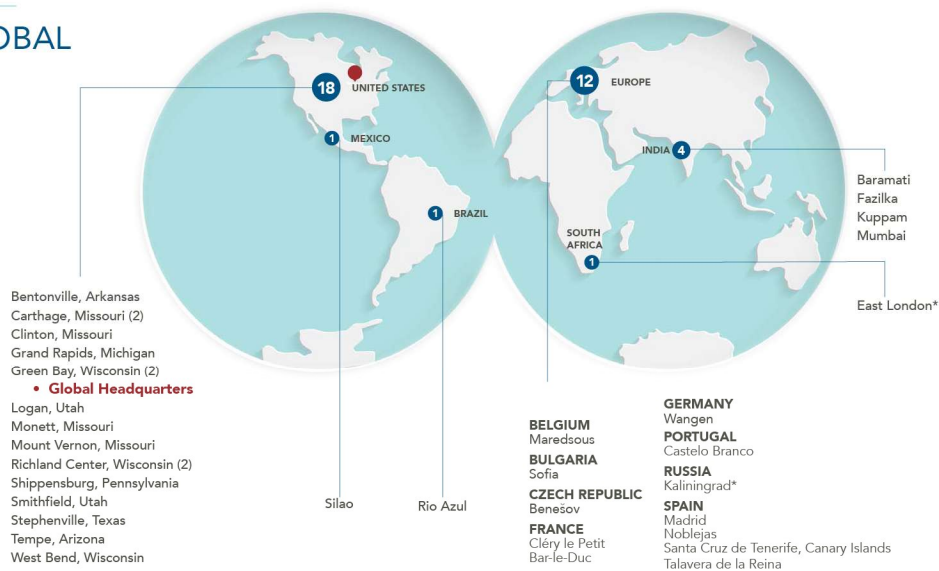 OBAL
18
UNITED STATES
1
MEXICO
1
BRAZIL
12
EUROPE
INDIA
4
SOUTH
AFRICA
1
Baramati
Fazilka
Kuppam
Mumbai
East London*
Bentonville, Arkansas
Carthage, Missouri (2)
Clinton, Missouri
Grand Rapids, Michigan
Green Bay, Wisconsin (2)
• Global Headquarters
Logan, Utah
Monett, Missouri
Mount Vernon, Missouri
Richland Center, Wisconsin (2)
Shippensburg, Pennsylvania
Smithfield, Utah
Stephenville, Texas
Tempe, Arizona
West Bend, Wisconsin
Silao
Rio Azul
BELGIUM
Maredsous
BULGARIA
Sofia
CZECH REPUBLIC
Benešov
FRANCE
Cléry le Petit
Bar-le-Duc
GERMANY
Wangen
PORTUGAL
Castelo Branco
RUSSIA
Kaliningrad*
SPAIN
Madrid
Noblejas
Santa Cruz de Tenerife, Canary Islands
Talavera de la Reina